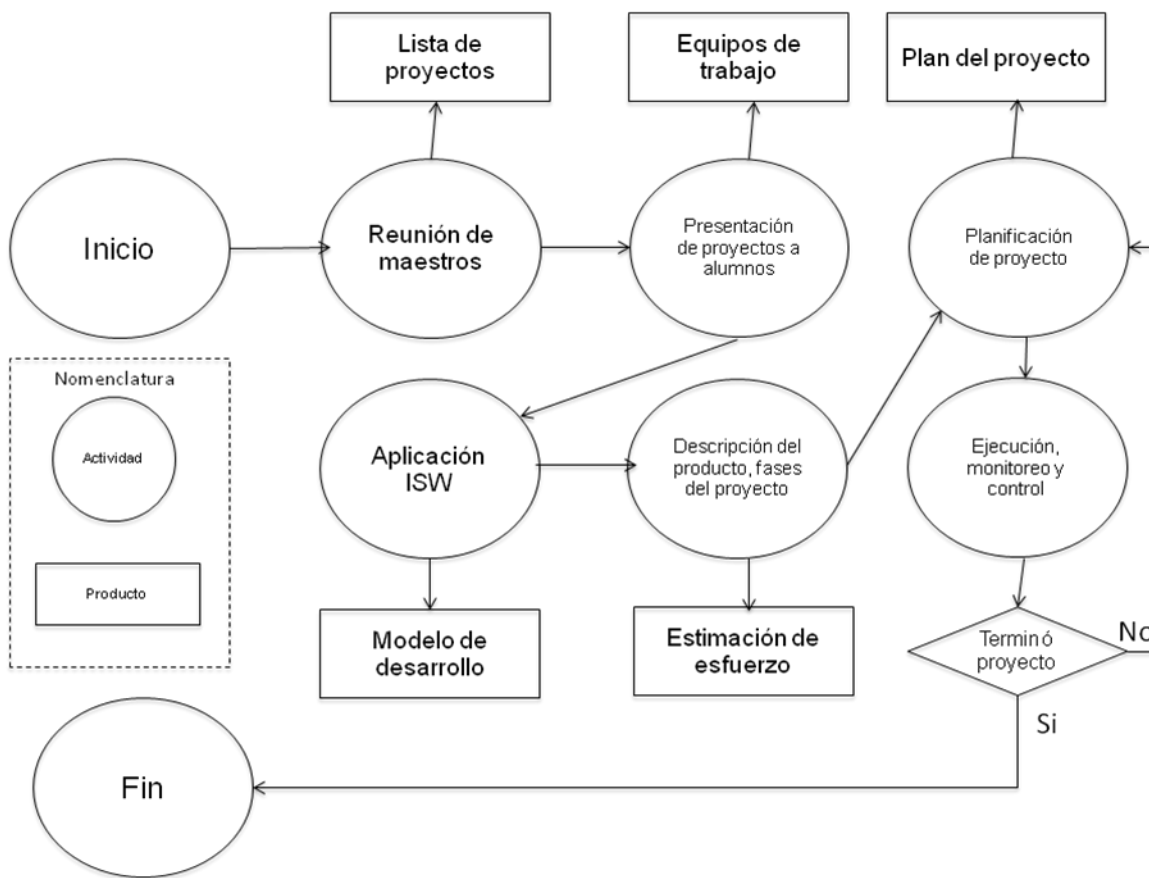 Lista de
proyectos
Equipos de
trabajo
Plan del proyecto
Inicio
Reunión de
maestros
Presentación
de proyectos a
alumnos
Planificación
de proyecto
Nomenclatura
Actividad
Producto
Aplicación
ISW
Descripción del
producto, fases
del proyecto
Ejecución,
monitoreo y
control
Modelo de
desarrollo
Estimación de
esfuerzo
Terminó
proyecto
No
Si
Fin